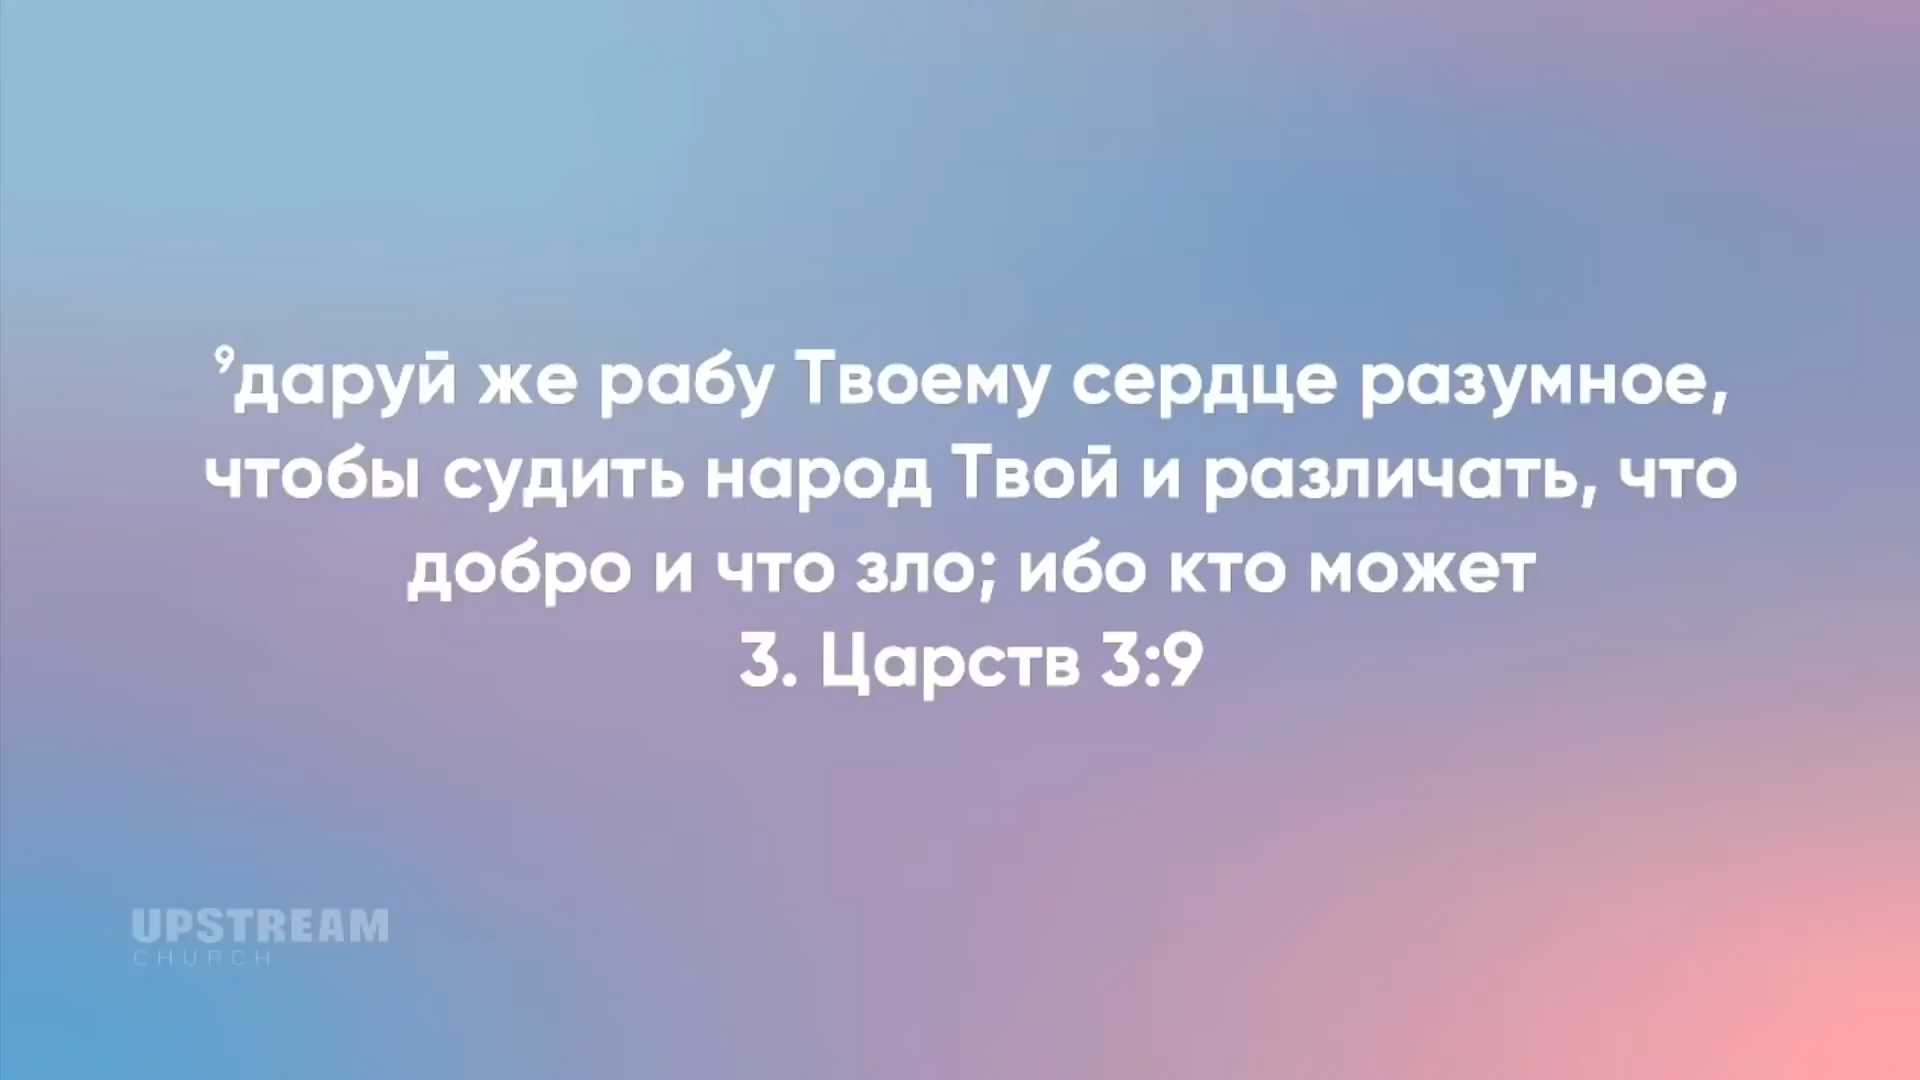 ⁹даруй же рабу Твоему сердце разумное,
чтобы судить народ Твой и различать, что
добро и что зло; ибо кто может
3. Царств 3:9
UPSTREAM
CHURCH